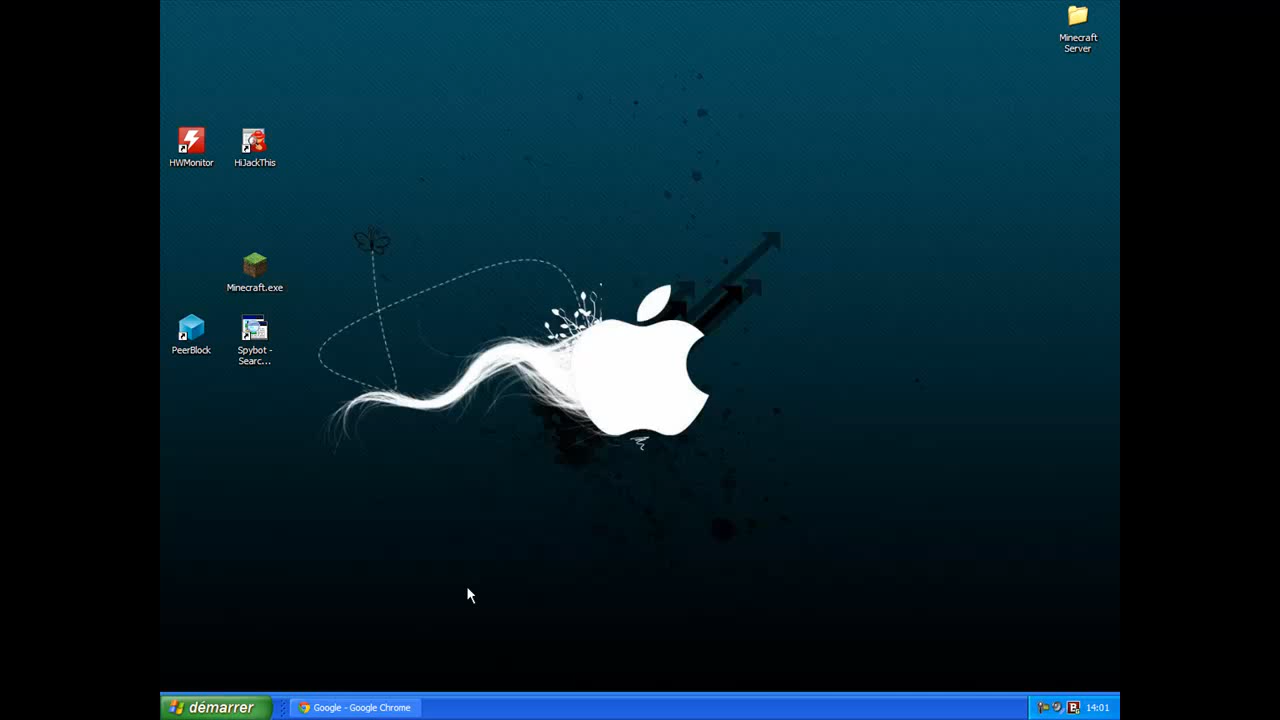 Minecraft
Server
HWMonitor
HiJackThis
Minecraft.exe
PeerBlock
Spybot -
Searc...
démarrer
Google - Google Chrome
14:01